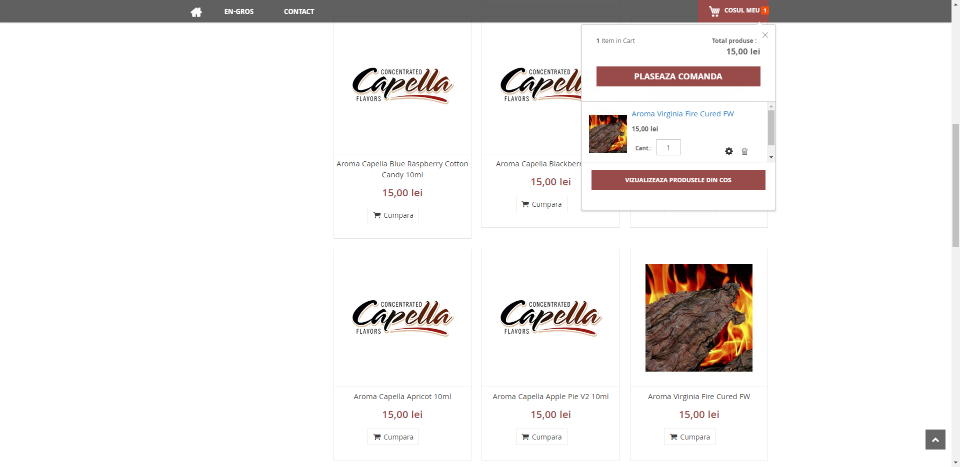 EN-GROS
CONTACT
COSUL MEU 1
1 Item in Cart
Total produse :
15,00 lei
PLASEAZA COMANDA
Aroma Virginia Fire Cured FW
15,00 lei
Cant.: 1
VIZUALIZEAZA PRODUSELE DIN COS
CONCENTRATED
Capella
FLAVORS
CONCENTRATED
Capella
FLAVORS
Aroma Capella Blue Raspberry Cotton
Candy 10ml
15,00 lei
Cumpara
Aroma Capella
15,00 lei
Cumpara
CONCENTRATED
Capella
FLAVORS
CONCENTRATED
Capella
FLAVORS
Aroma Capella Apricot 10ml
15,00 lei
Cumpara
Aroma Capella Apple Pie V2 10ml
15,00 lei
Cumpara
Aroma Virginia Fire Cured FW
15,00 lei
Cumpara